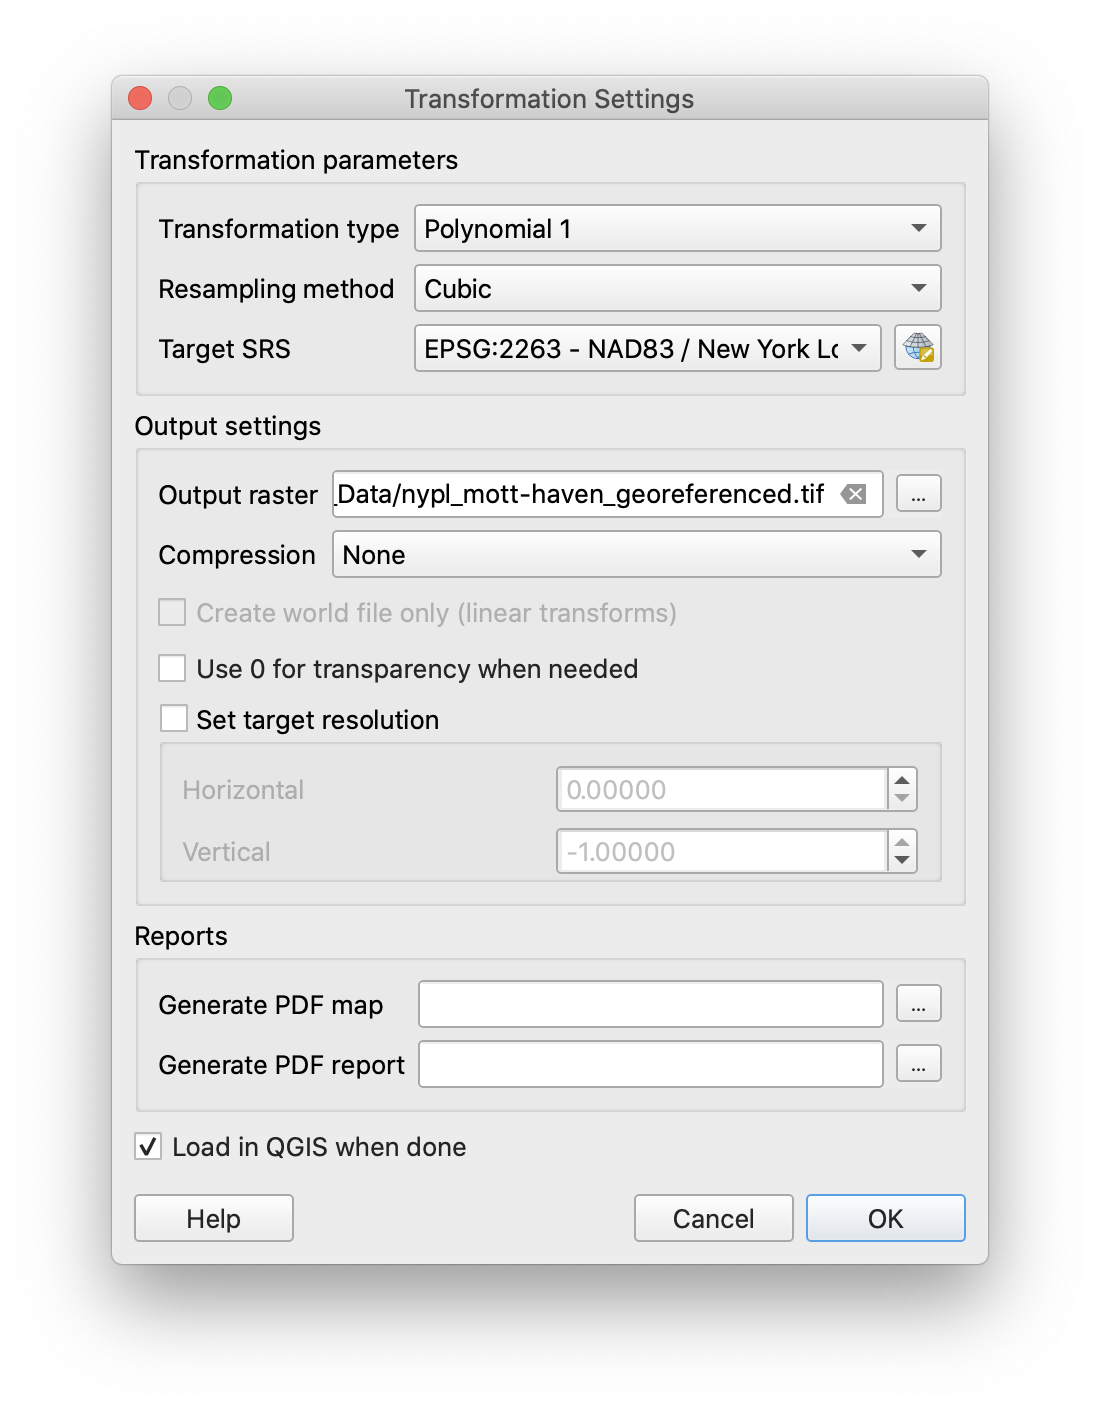 Transformation Settings
Transformation parameters
Transformation type Polynomial 1
Resampling method Cubic
Target SRS EPSG:2263 - NAD83 / New York Lo
Output settings
Output raster _Data/nypl_mott-haven_georeferenced.tif ...
Compression None
Create world file only (linear transforms)
Use 0 for transparency when needed
Set target resolution
Horizontal 0.00000
Vertical -1.00000
Reports
Generate PDF map ...
Generate PDF report ...
Load in QGIS when done
Help Cancel OK